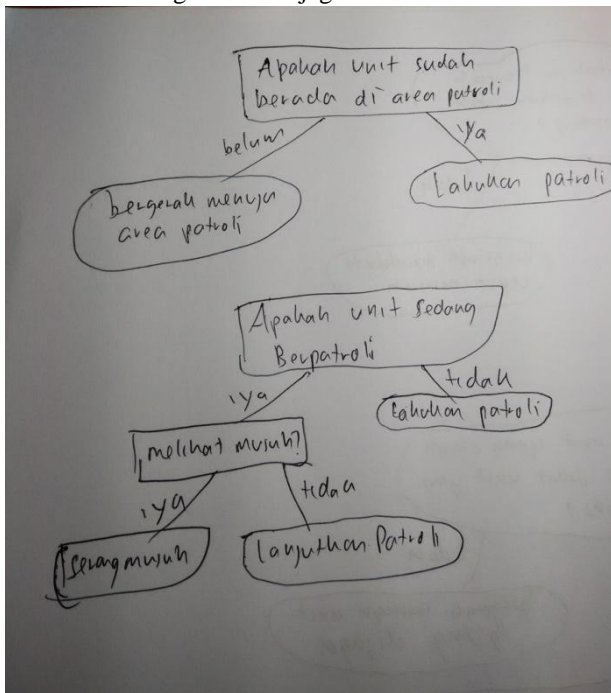 Apakah unit sudah
berada di area patroli
belum
iya
bergerak menuju
area patroli
Lakukan patroli
Apakah unit sedang
Berpatroli
iya
tidak
Lakukan patroli
melihat musuh?
iya
tidak
serang musuh
Lanjutkan Patroli